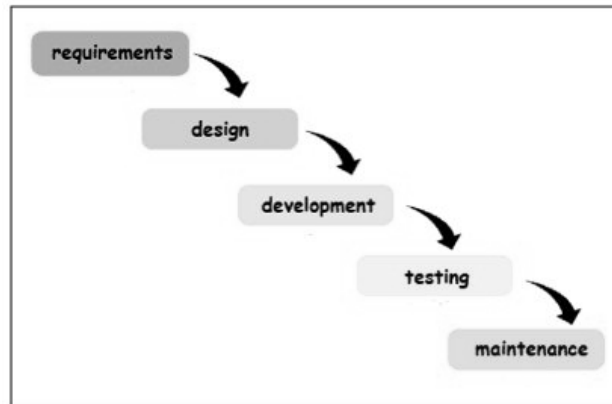 requirements
design
development
testing
maintenance